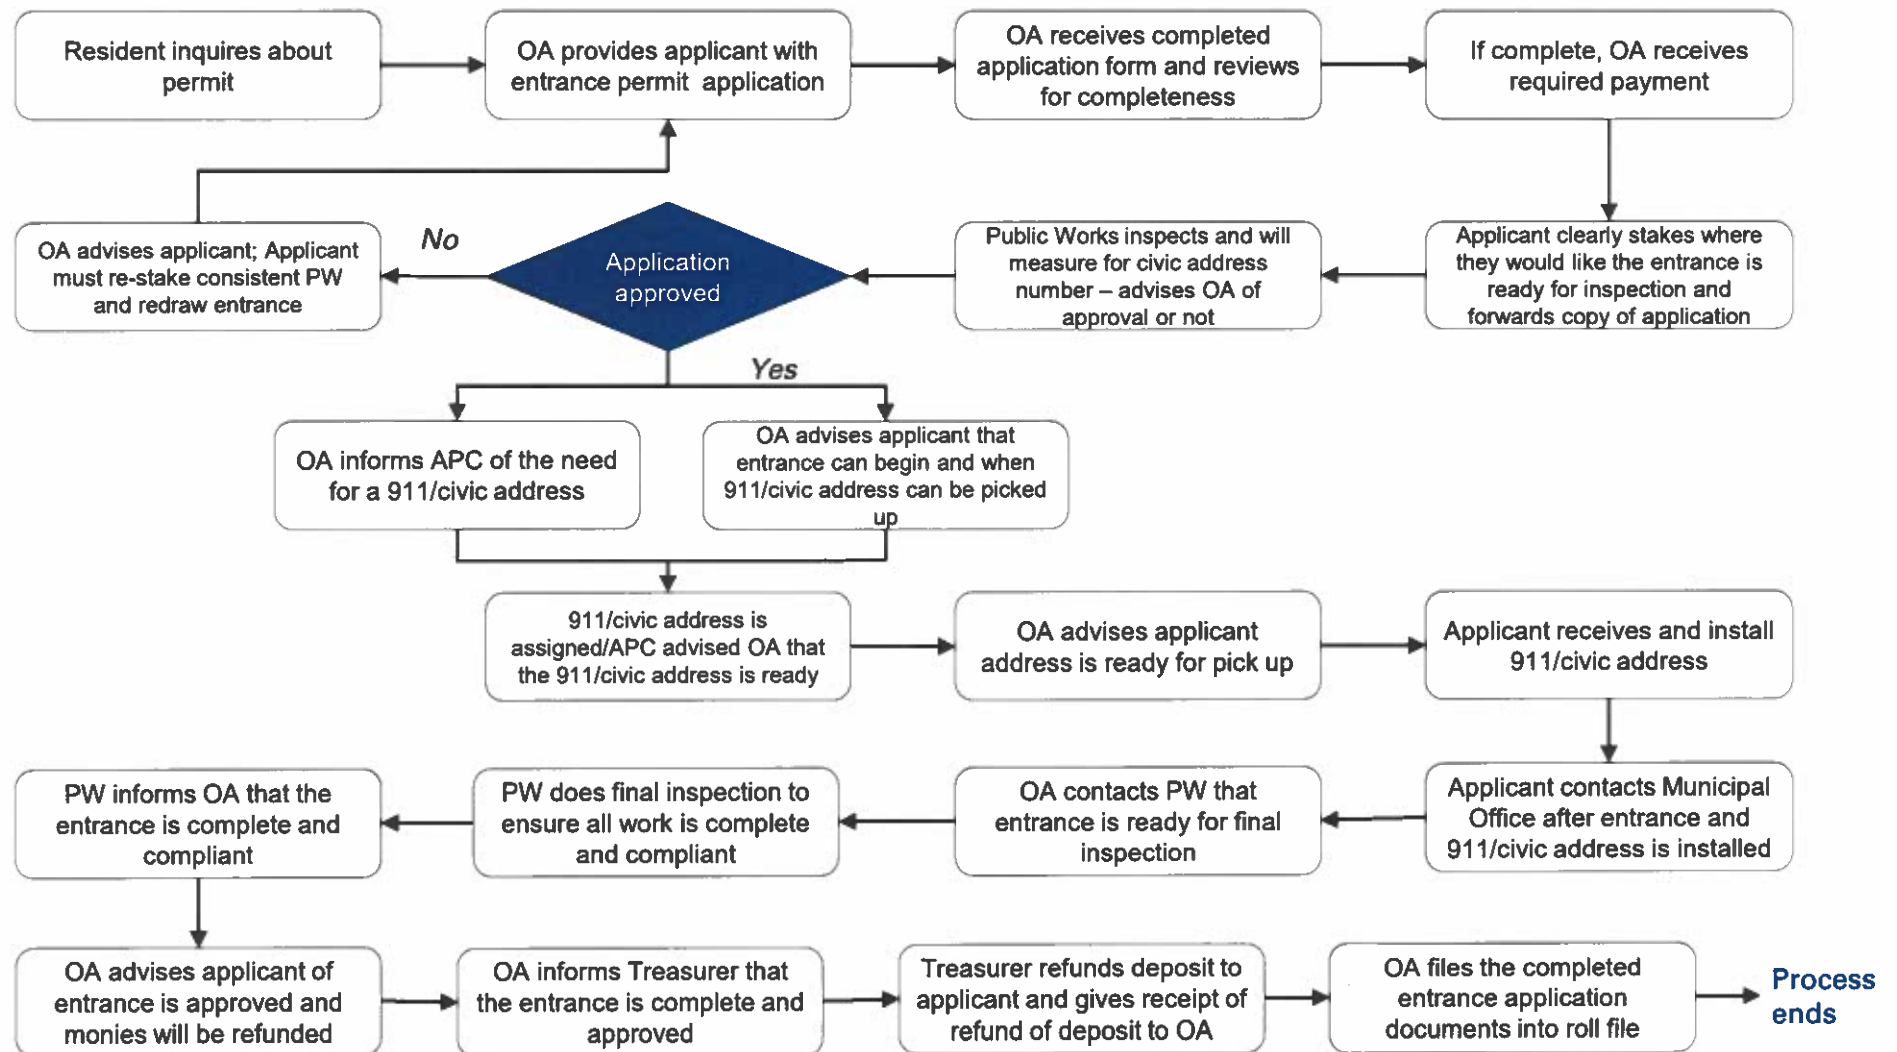 Resident inquires about
permit
OA provides applicant with
entrance permit application
OA receives completed
application form and reviews
for completeness
If complete, OA receives
required payment
Applicant clearly stakes where
they would like the entrance is
ready for inspection and
forwards copy of application
Public Works inspects and will
measure for civic address
number – advises OA of
approval or not
Application
approved
No
OA advises applicant; Applicant
must re-stake consistent PW
and redraw entrance
Yes
OA informs APC of the need
for a 911/civic address
OA advises applicant that
entrance can begin and when
911/civic address can be picked
up
911/civic address is
assigned/APC advised OA that
the 911/civic address is ready
OA advises applicant
address is ready for pick up
Applicant receives and install
911/civic address
Applicant contacts Municipal
Office after entrance and
911/civic address is installed
OA contacts PW that
entrance is ready for final
inspection
PW does final inspection to
ensure all work is complete
and compliant
PW informs OA that the
entrance is complete and
compliant
OA advises applicant of
entrance is approved and
monies will be refunded
OA informs Treasurer that
the entrance is complete and
approved
Treasurer refunds deposit to
applicant and gives receipt of
refund of deposit to OA
OA files the completed
entrance application
documents into roll file
Process
ends